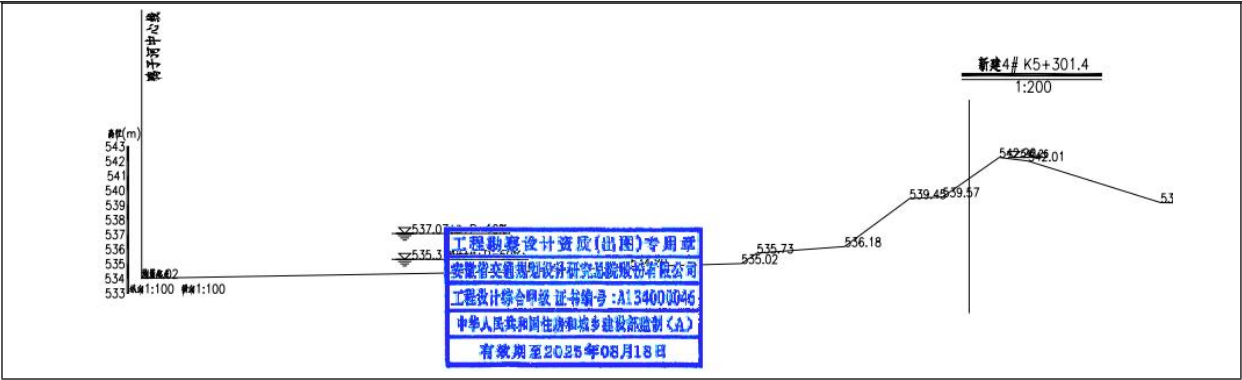 鸽子河中心线
新建4# K5+301.4
1:200
高程(m)
543
542
541
540
539
538
537
536
535
534
533
542.01
539.45
539.57
537.07
536.18
535.73
535.02
535.3
1:100
1:100
工程勘察设计资质(出图)专用章
安徽省交通规划设计研究总院股份有限公司
工程设计综合甲级 证书编号:A134000046
中华人民共和国住房和城乡建设部监制(A)
有效期至2025年08月18日